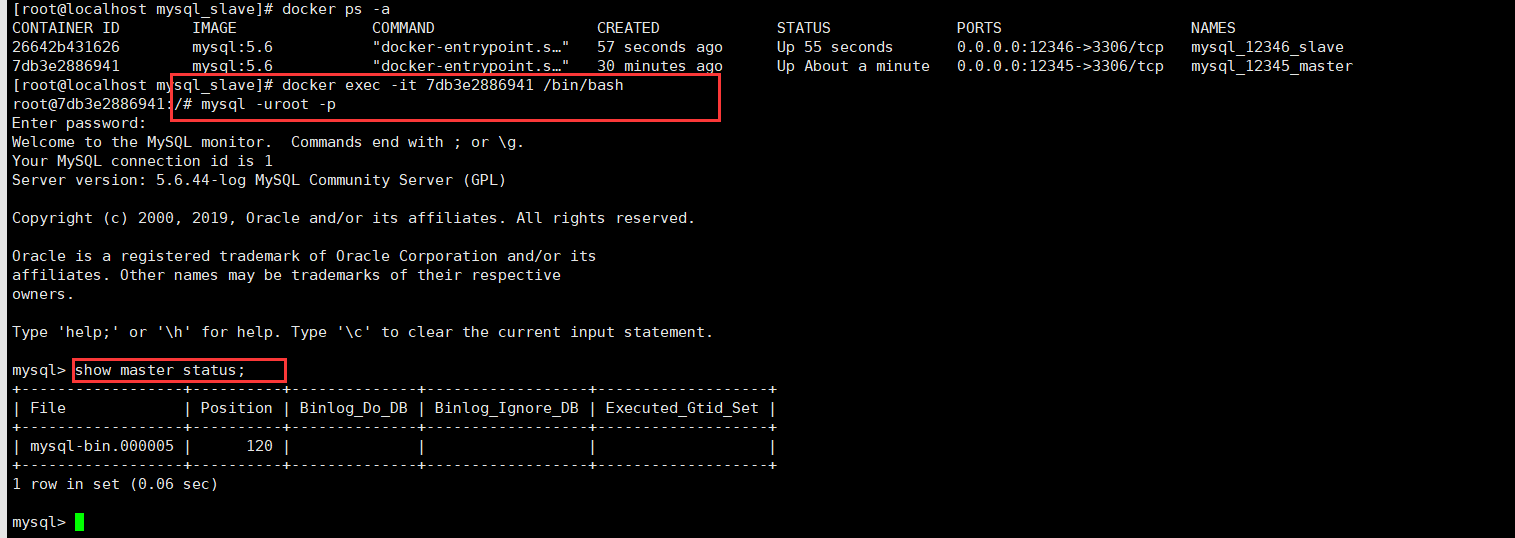 [root@localhost mysql_slave]# docker ps -a
CONTAINER ID        IMAGE               COMMAND                  CREATED             STATUS              PORTS                     NAMES
26642b431626        mysql:5.6           "docker-entrypoint.s…"   57 seconds ago      Up 55 seconds       0.0.0.0:12346->3306/tcp   mysql_12346_slave
7db3e2886941        mysql:5.6           "docker-entrypoint.s…"   30 minutes ago      Up About a minute   0.0.0.0:12345->3306/tcp   mysql_12345_master
[root@localhost mysql_slave]# docker exec -it 7db3e2886941 /bin/bash
root@7db3e2886941:/# mysql -uroot -p
Enter password:
Welcome to the MySQL monitor.  Commands end with ; or \g.
Your MySQL connection id is 1
Server version: 5.6.44-log MySQL Community Server (GPL)

Copyright (c) 2000, 2019, Oracle and/or its affiliates. All rights reserved.

Oracle is a registered trademark of Oracle Corporation and/or its
affiliates. Other names may be trademarks of their respective
owners.

Type 'help;' or '\h' for help. Type '\c' to clear the current input statement.

mysql> show master status;
+------------------+----------+--------------+------------------+-------------------+
| File             | Position | Binlog_Do_DB | Binlog_Ignore_DB | Executed_Gtid_Set |
+------------------+----------+--------------+------------------+-------------------+
| mysql-bin.000005 |      120 |              |                  |                   |
+------------------+----------+--------------+------------------+-------------------+
1 row in set (0.06 sec)

mysql>